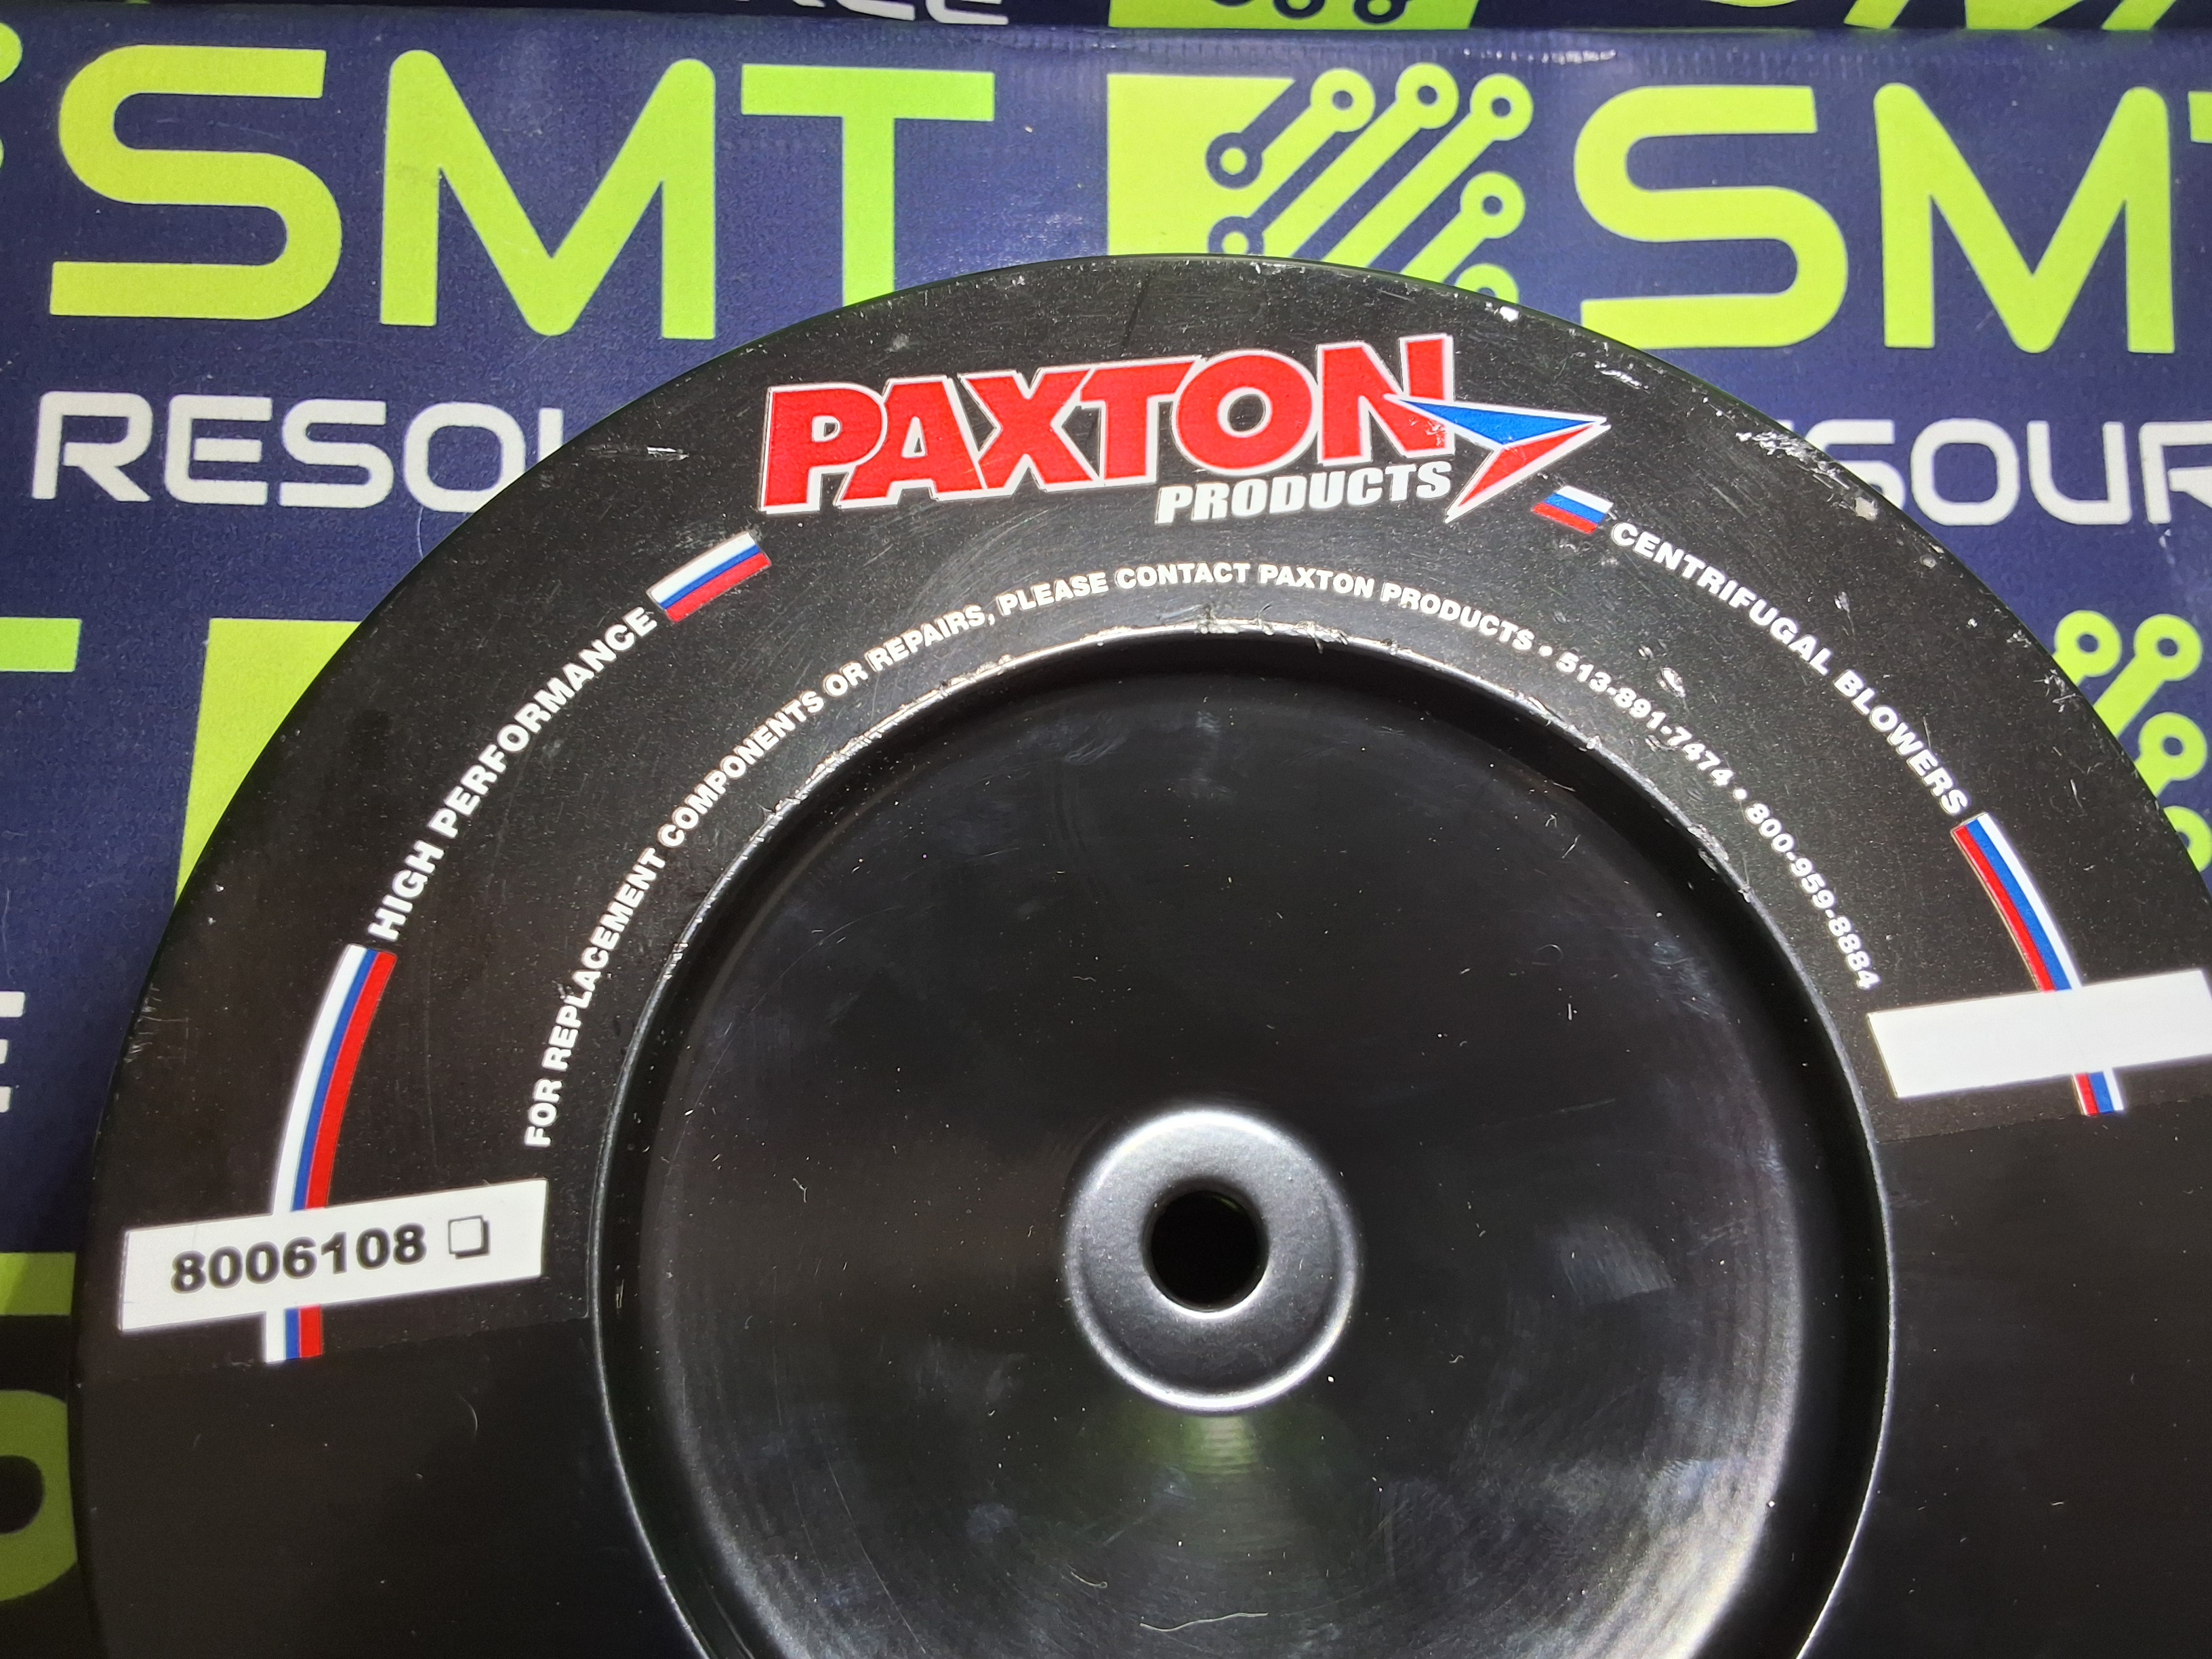 SMT
SMT
RESOU
SOUR
PAXTON
PRODUCTS
HIGH PERFORMANCE
CENTRIFUGAL BLOWERS
FOR REPLACEMENT COMPONENTS OR REPAIRS, PLEASE CONTACT PAXTON PRODUCTS • 513-891-7474 • 800-959-8884
8006108 ❏